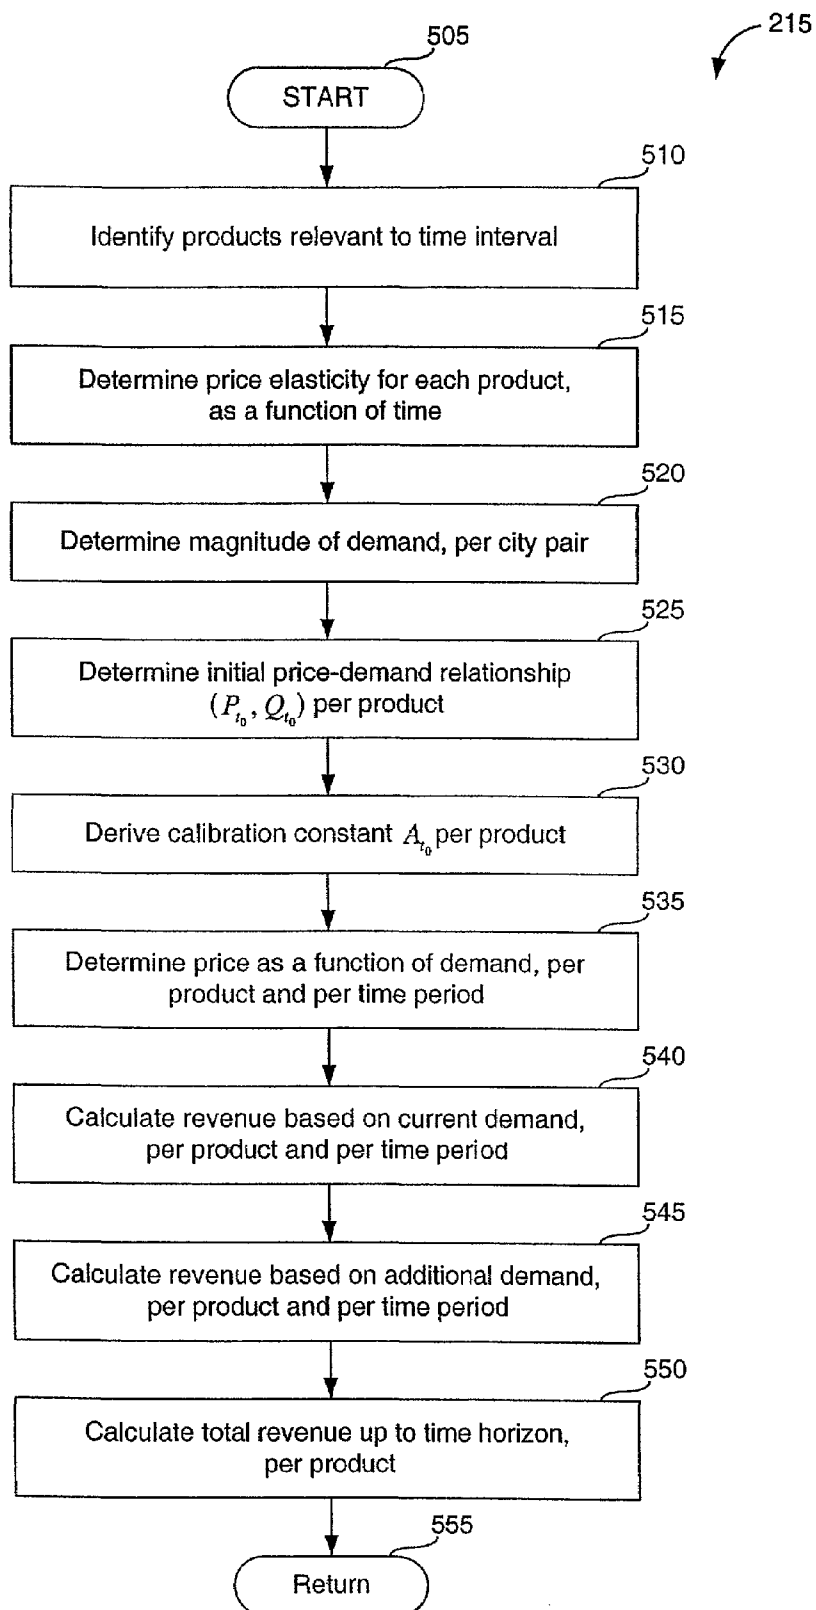 215
505
START
510
Identify products relevant to time interval
515
Determine price elasticity for each product,
as a function of time
520
Determine magnitude of demand, per city pair
525
Determine initial price-demand relationship
(P_{t_0}, Q_{t_0}) per product
530
Derive calibration constant A_{t_0} per product
535
Determine price as a function of demand, per
product and per time period
540
Calculate revenue based on current demand,
per product and per time period
545
Calculate revenue based on additional demand,
per product and per time period
550
Calculate total revenue up to time horizon,
per product
555
Return